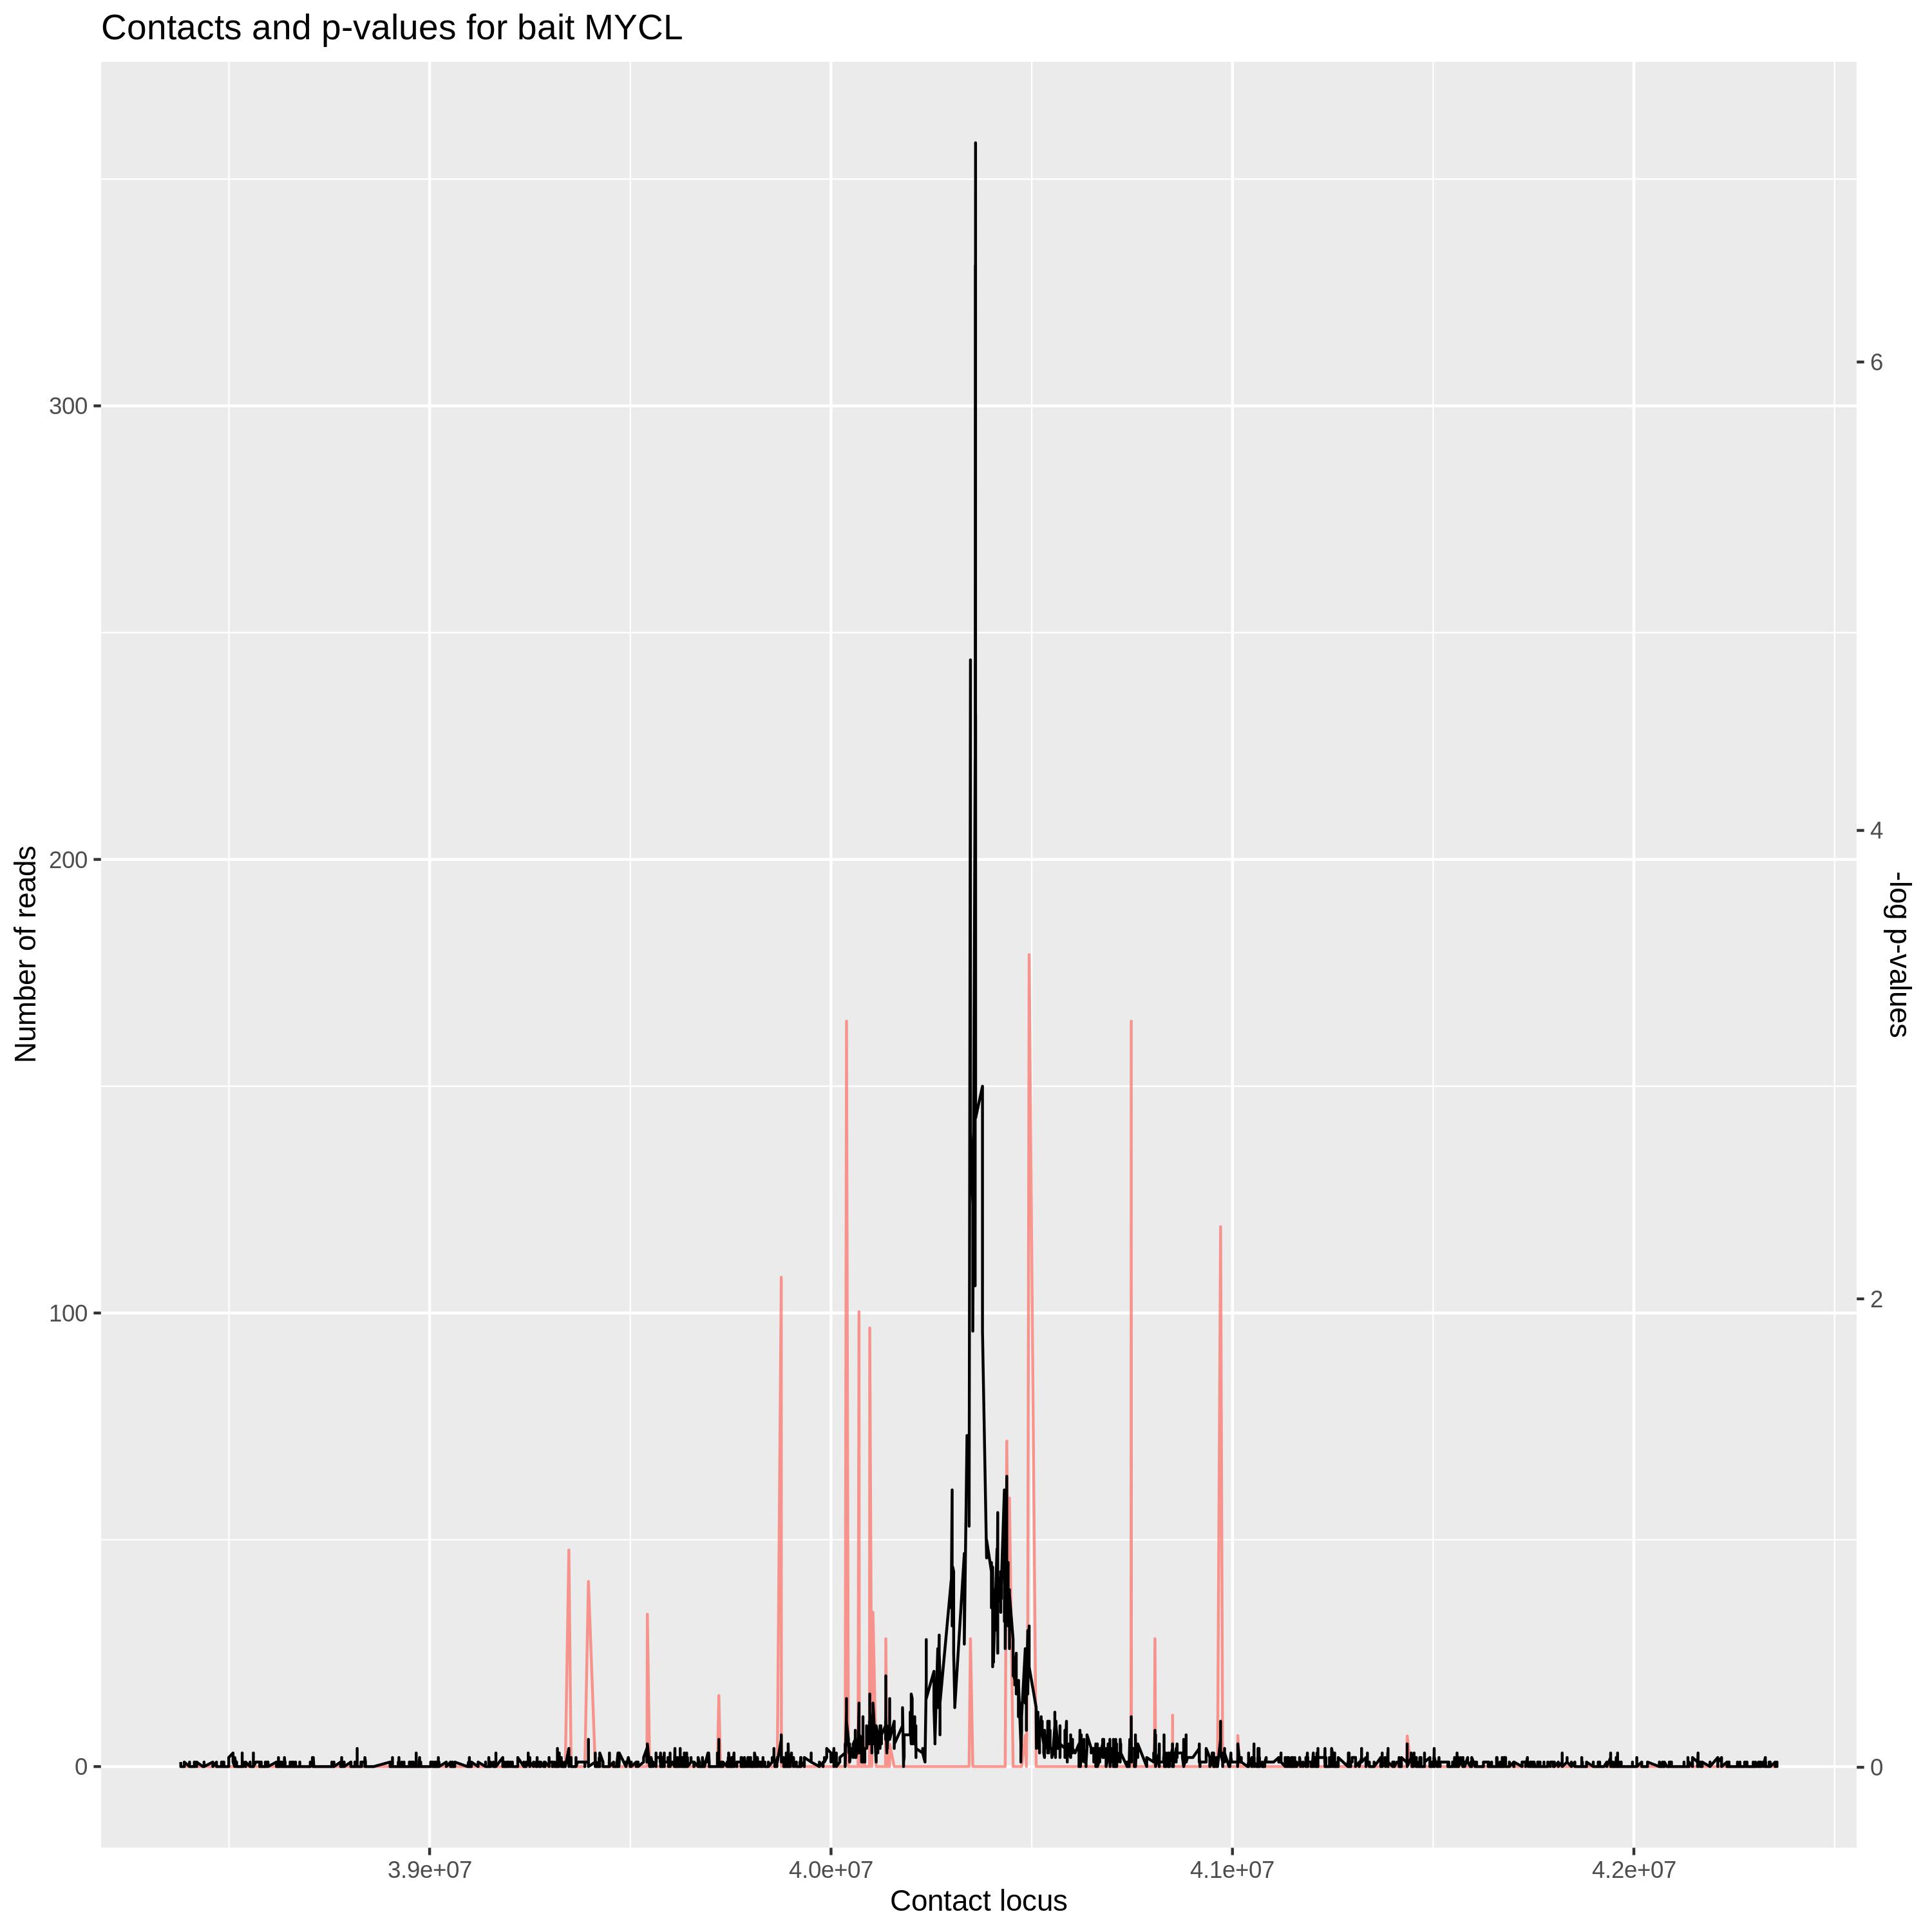 Contacts and p-values for bait MYCL
Number of reads
300
200
100
0
6
4
2
0
-log p-values
3.9e+07
4.0e+07
4.1e+07
4.2e+07
Contact locus